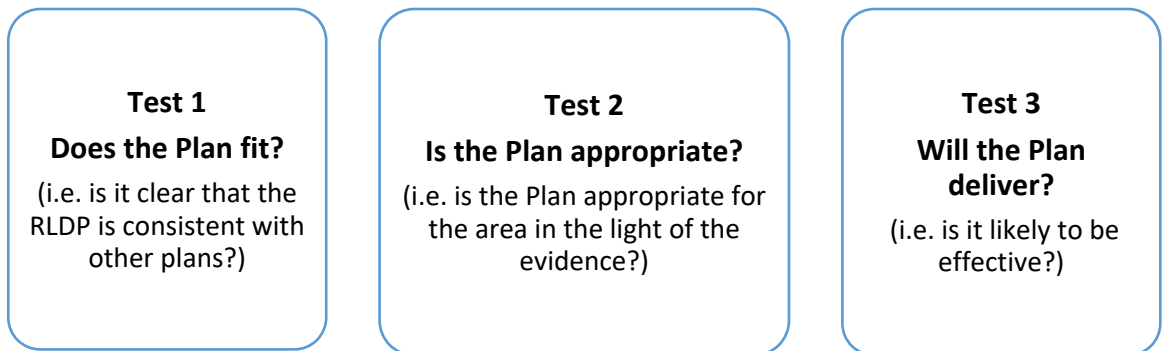 Test 1
Does the Plan fit?
(i.e. is it clear that the
RLDP is consistent with
other plans?)
Test 2
Is the Plan appropriate?
(i.e. is the Plan appropriate for
the area in the light of the
evidence?)
Test 3
Will the Plan
deliver?
(i.e. is it likely to be
effective?)